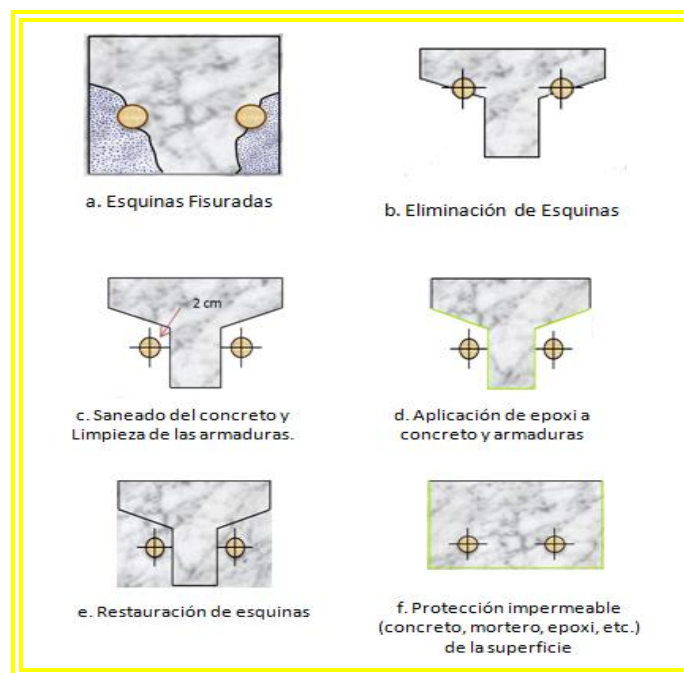 a. Esquinas Fisuradas
b. Eliminación de Esquinas
2 cm
c. Saneado del concreto y
Limpieza de las armaduras.
d. Aplicación de epoxi a
concreto y armaduras
e. Restauración de esquinas
f. Protección impermeable
(concreto, mortero, epoxi, etc.)
de la superficie